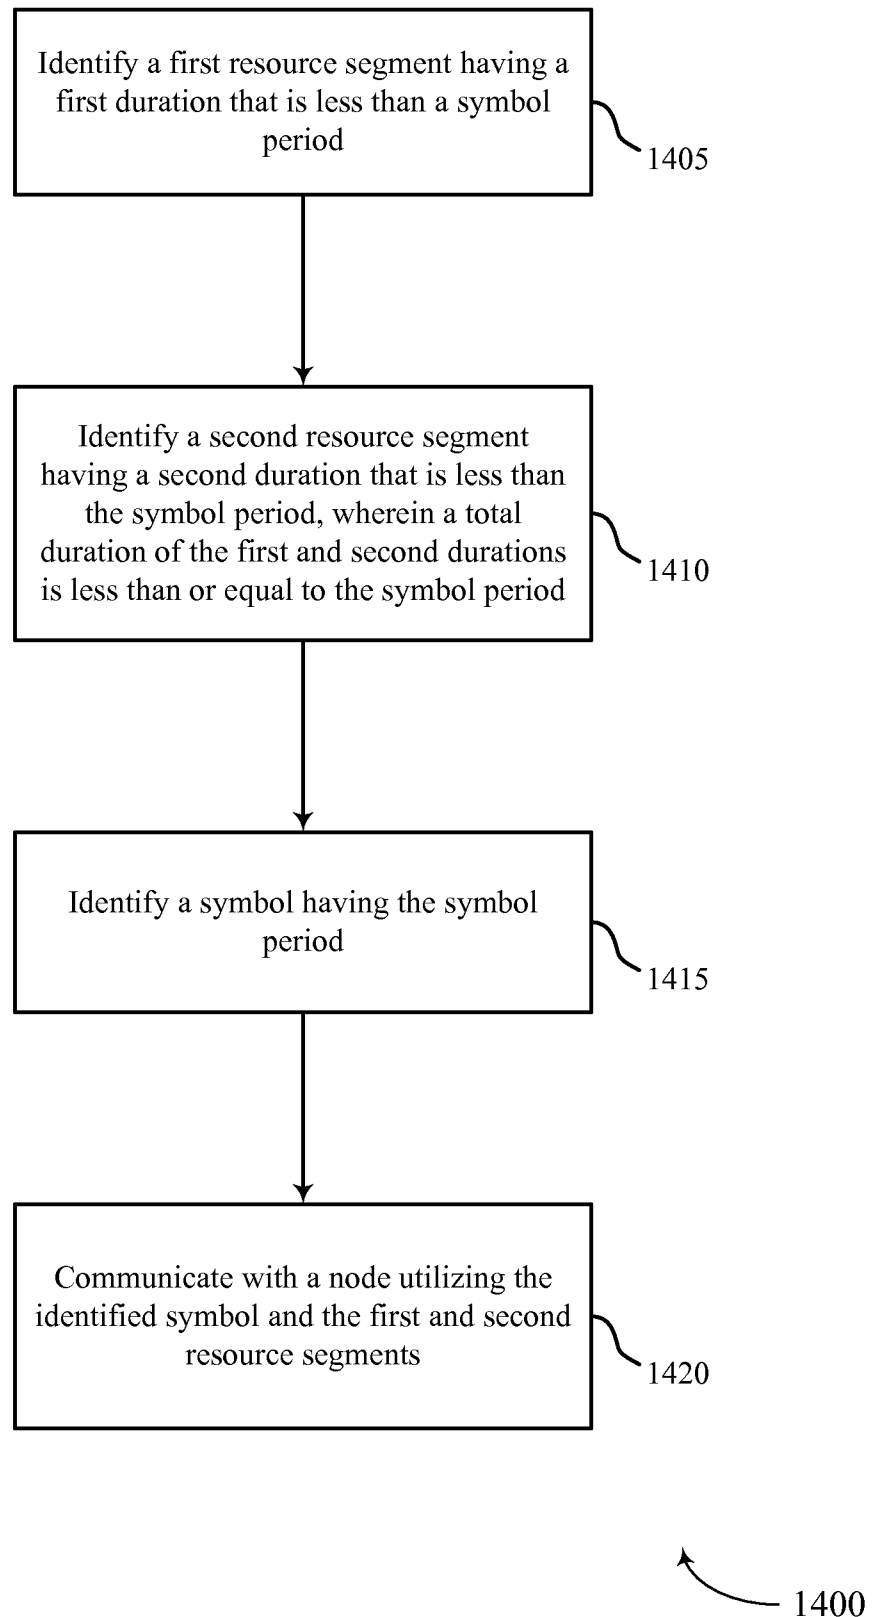 Identify a first resource segment having a
first duration that is less than a symbol
period
1405
Identify a second resource segment
having a second duration that is less than
the symbol period, wherein a total
duration of the first and second durations
is less than or equal to the symbol period
1410
Identify a symbol having the symbol
period
1415
Communicate with a node utilizing the
identified symbol and the first and second
resource segments
1420
1400